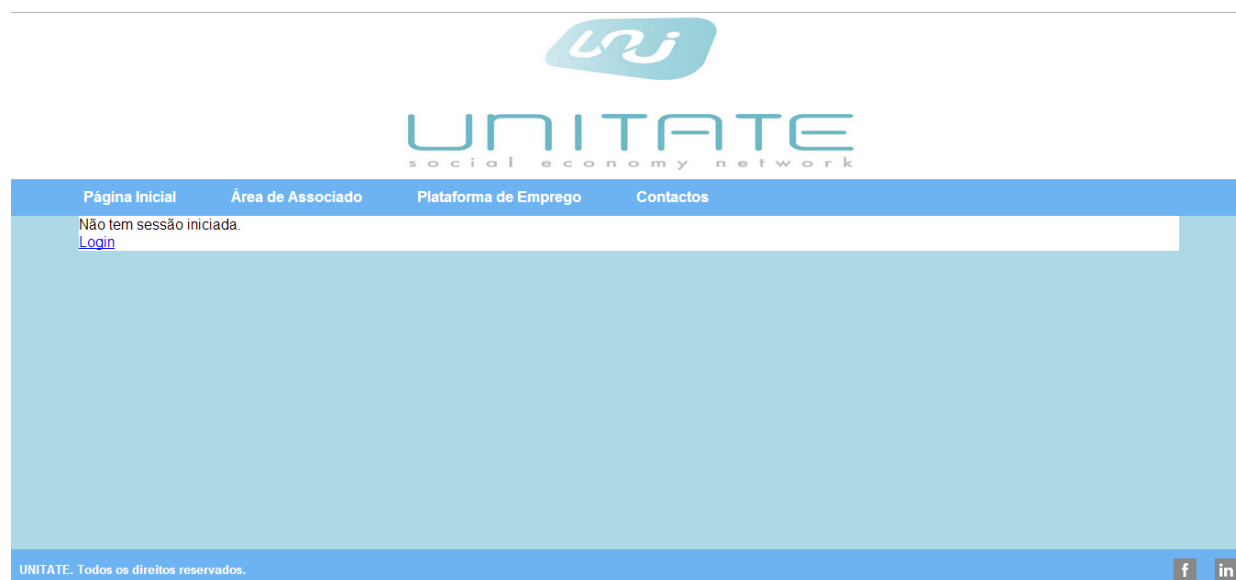 uni
UNITATE
social economy network
Página Inicial Área de Associado Plataforma de Emprego Contactos
Não tem sessão iniciada.
Login
UNITATE. Todos os direitos reservados.
f in